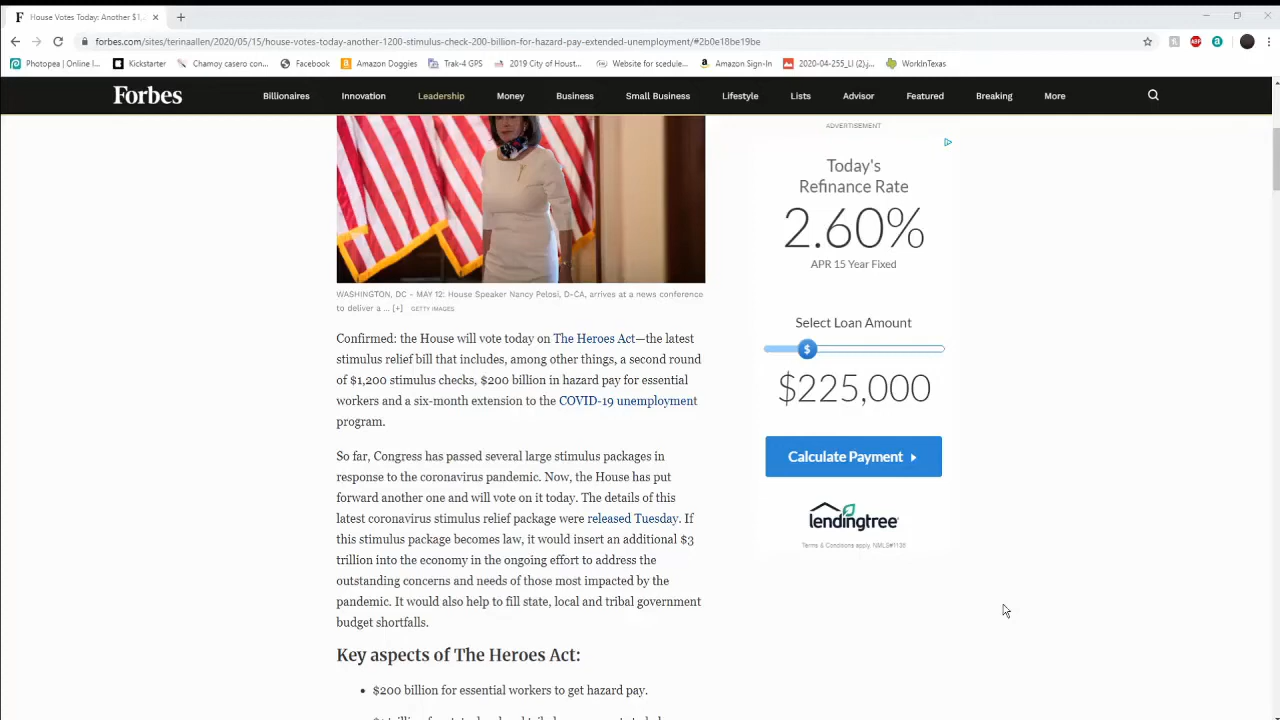 House Votes Today: Another $1,
forbes.com/sites/terinaallen/2020/05/15/house-votes-today-another-1200-stimulus-check-200-billion-for-hazard-pay-extended-unemployment/#2b0e18be19be
Photopea | Online I... Kickstarter Chamoy casero con... Facebook Amazon Doggies Trak-4 GPS 2019 City of Houst... Website for scedule... Amazon Sign-In 2020-04-255_LI (2).j... WorkInTexas
Forbes Billionaires Innovation Leadership Money Business Small Business Lifestyle Lists Advisor Featured Breaking More
WASHINGTON, DC - MAY 12: House Speaker Nancy Pelosi, D-CA, arrives at a news conference
to deliver a ... [+] GETTY IMAGES
Confirmed: the House will vote today on The Heroes Act—the latest
stimulus relief bill that includes, among other things, a second round
of $1,200 stimulus checks, $200 billion in hazard pay for essential
workers and a six-month extension to the COVID-19 unemployment
program.
So far, Congress has passed several large stimulus packages in
response to the coronavirus pandemic. Now, the House has put
forward another one and will vote on it today. The details of this
latest coronavirus stimulus relief package were released Tuesday. If
this stimulus package becomes law, it would insert an additional $3
trillion into the economy in the ongoing effort to address the
outstanding concerns and needs of those most impacted by the
pandemic. It would also help to fill state, local and tribal government
budget shortfalls.
Key aspects of The Heroes Act:
• $200 billion for essential workers to get hazard pay.
ADVERTISEMENT
Today's
Refinance Rate
2.60%
APR 15 Year Fixed
Select Loan Amount
$
$225,000
Calculate Payment
lendingtree
Terms & Conditions apply NMLS#1136